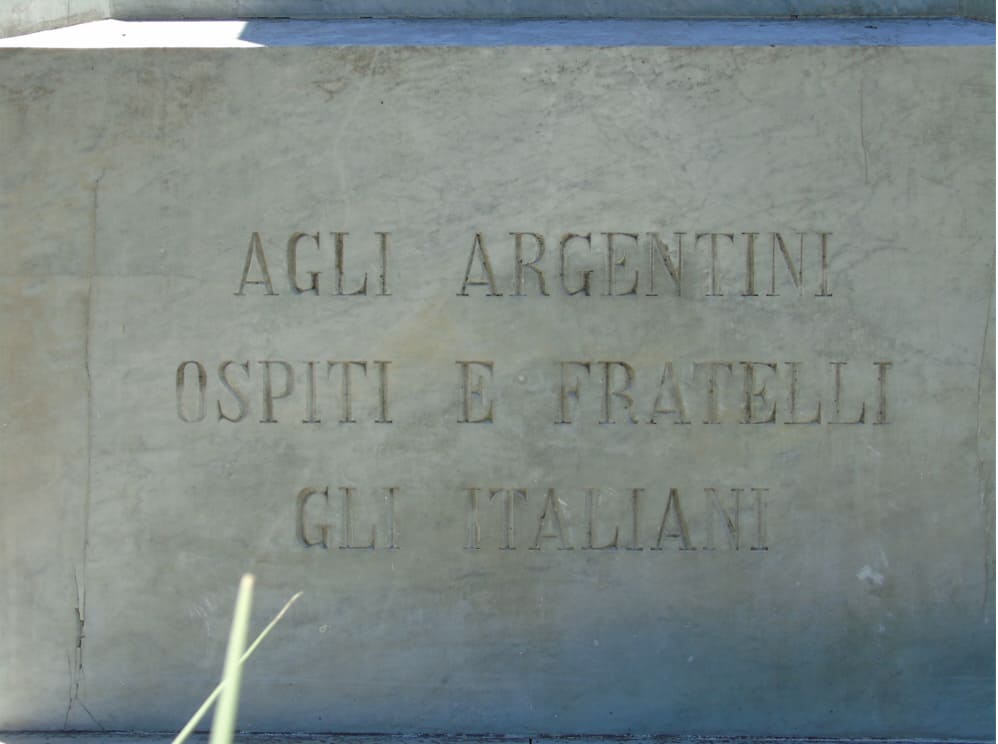 AGLI ARGENTINI
OSPITI E FRATELLI
GLI ITALIANI